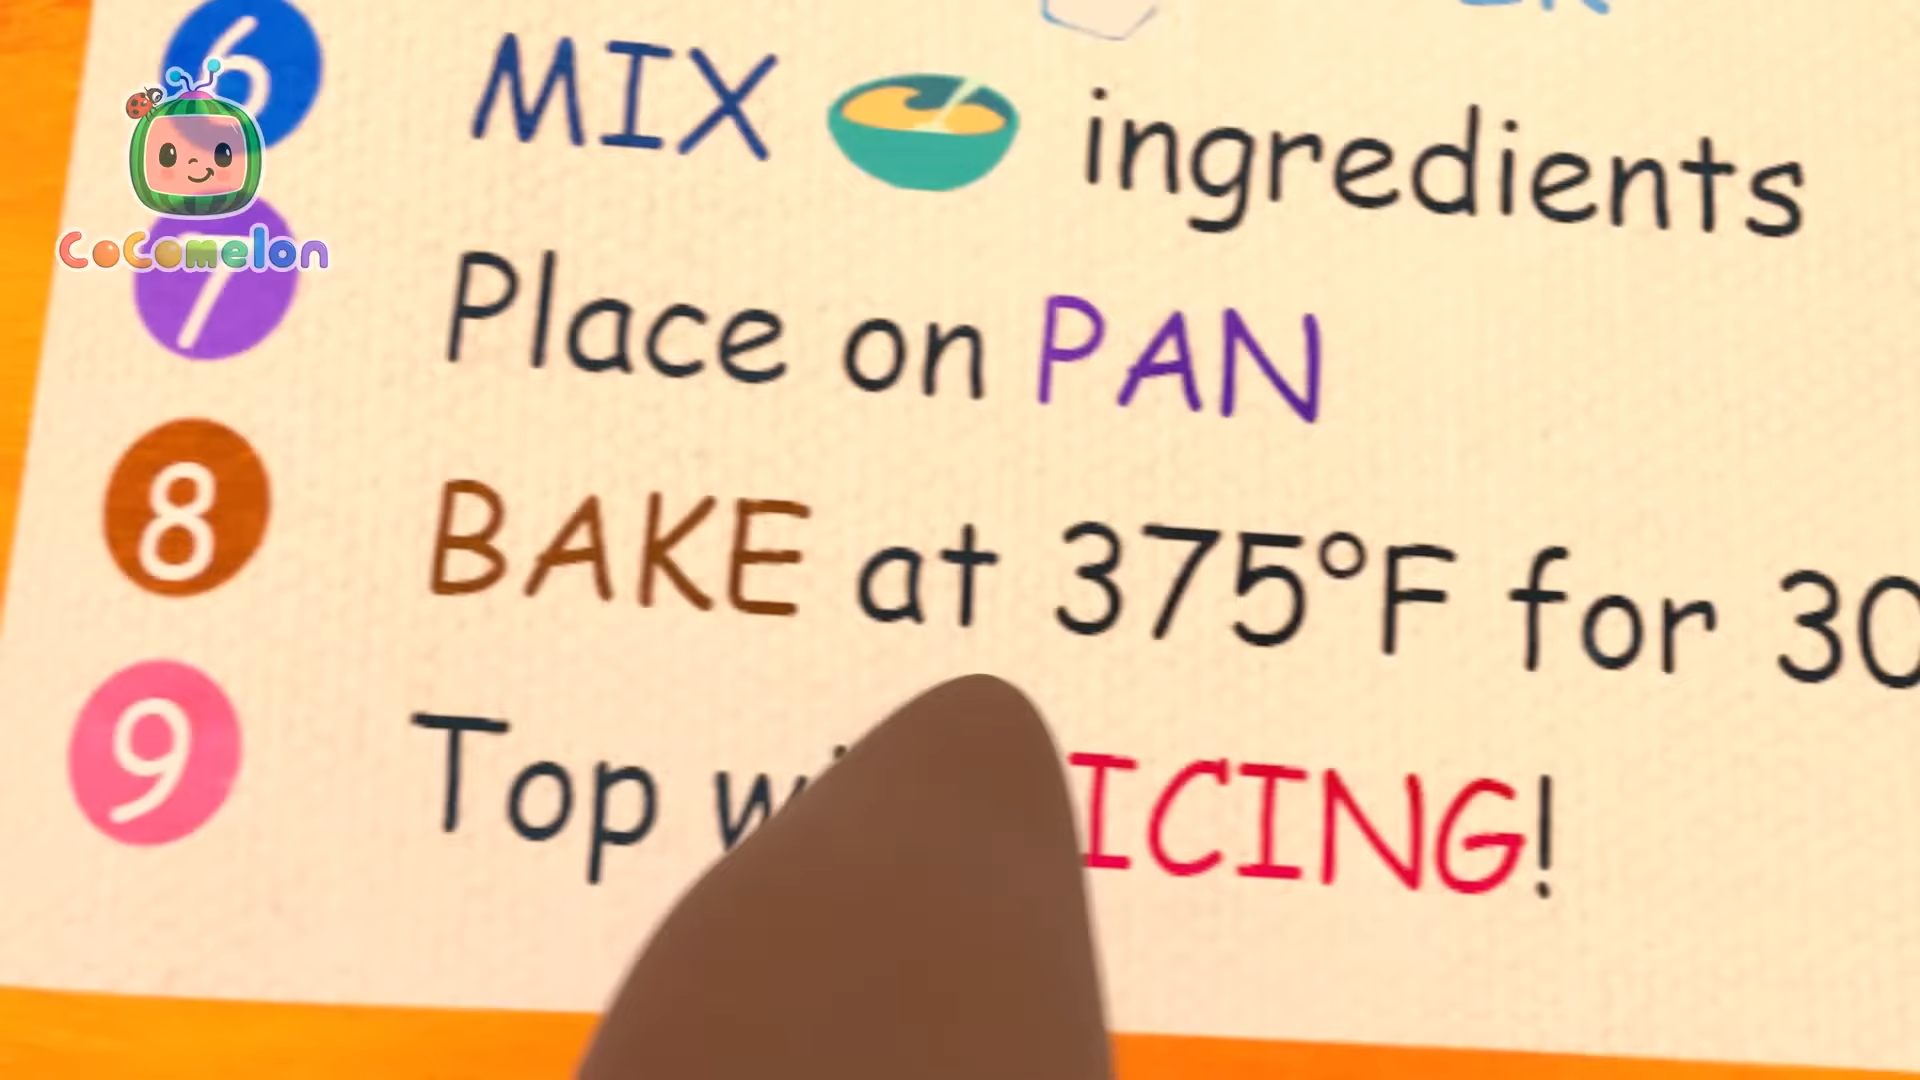 6 MIX ingredients
CoComelon
7 Place on PAN
8 BAKE at 375°F for 30
9 Top ICING!